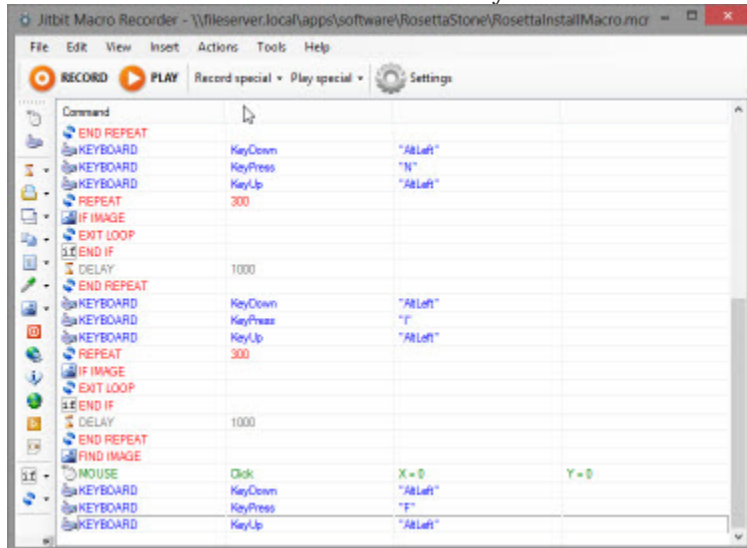 Jitbit Macro Recorder - \\fileserver.local\apps\software\RosettaStone\RosettaInstallMacro.mcr
File Edit View Insert Actions Tools Help
RECORD PLAY Record special Play special Settings
Command
END REPEAT
KEYBOARD KeyDown "AltLeft"
KEYBOARD KeyPress "N"
KEYBOARD KeyUp "AltLeft"
REPEAT 300
IF IMAGE
EXIT LOOP
if END IF
DELAY 1000
END REPEAT
KEYBOARD KeyDown "AltLeft"
KEYBOARD KeyPress "I"
KEYBOARD KeyUp "AltLeft"
REPEAT 300
IF IMAGE
EXIT LOOP
if END IF
DELAY 1000
END REPEAT
FIND IMAGE
MOUSE Click X = 0 Y = 0
if
KEYBOARD KeyDown "AltLeft"
KEYBOARD KeyPress "F"
KEYBOARD KeyUp "AltLeft"